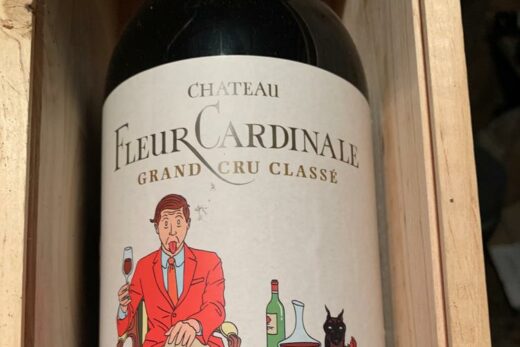 CHATEAU
FLEUR CARDINALE
GRAND CRU CLASSÉ